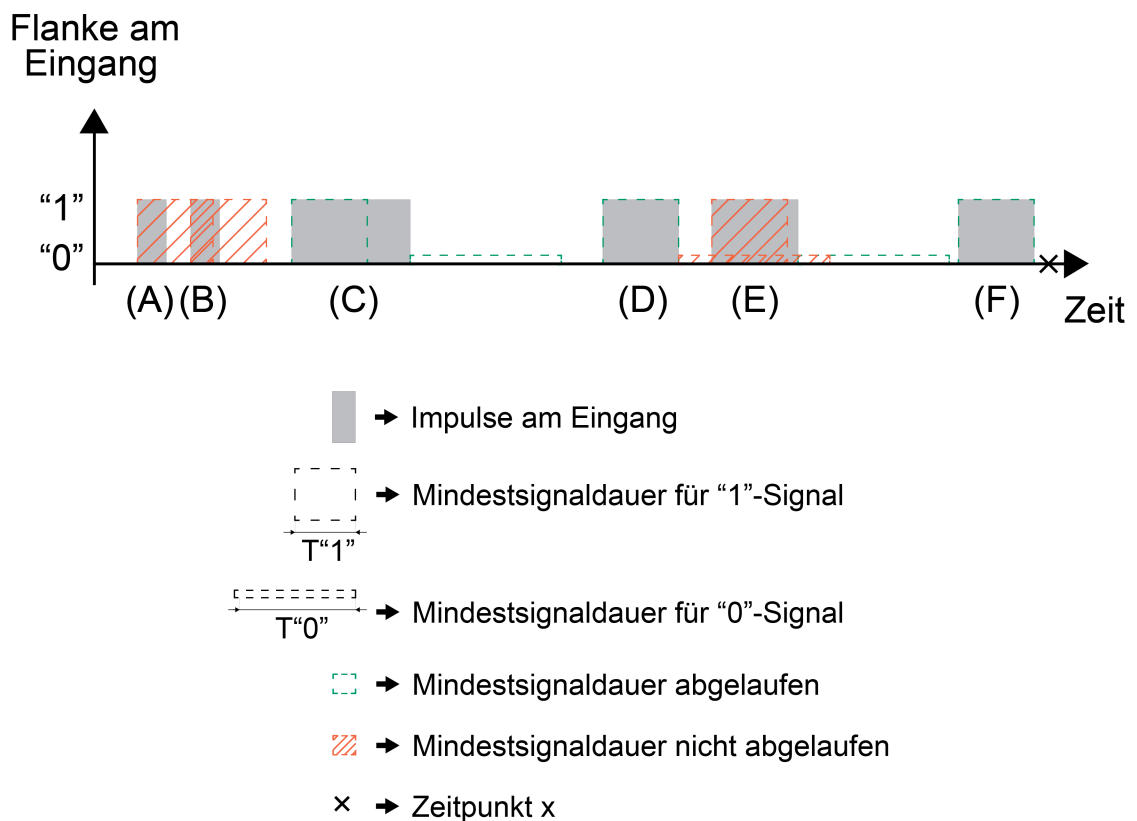 Flanke am
Eingang
“1”
“0”
(A) (B) (C) (D) (E) (F)
Zeit
Impulse am Eingang
Mindestsignaldauer für “1”-Signal
T“1”
Mindestsignaldauer für “0”-Signal
T“0”
Mindestsignaldauer abgelaufen
Mindestsignaldauer nicht abgelaufen
Zeitpunkt x